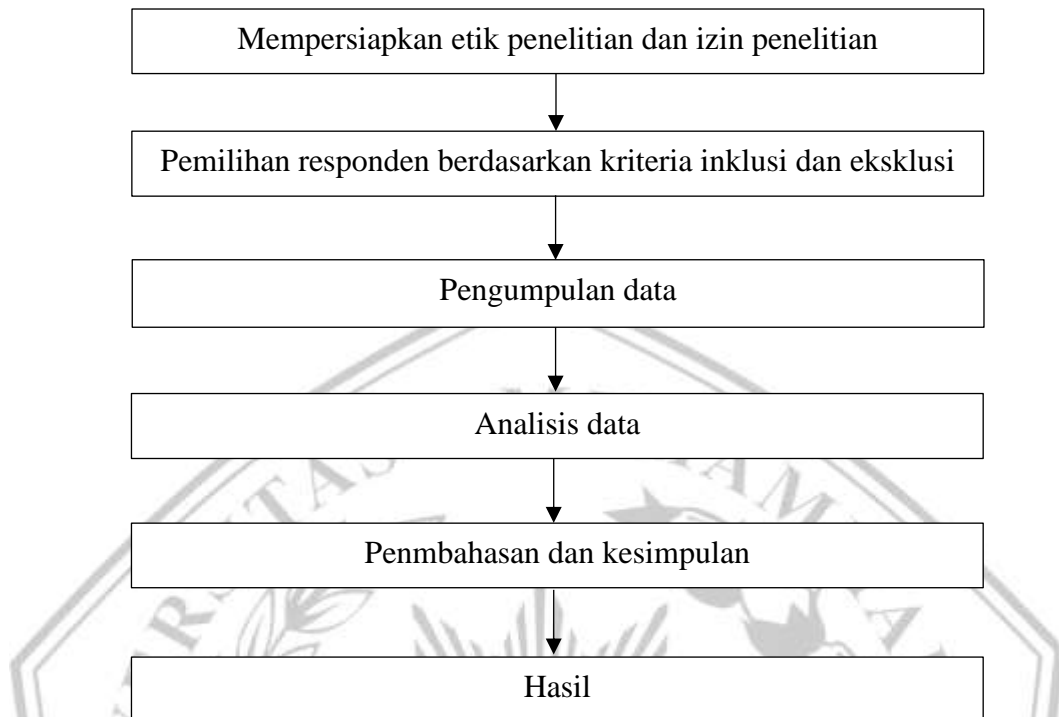 Mempersiapkan etik penelitian dan izin penelitian
Pemilihan responden berdasarkan kriteria inklusi dan eksklusi
Pengumpulan data
Analisis data
Penmbahasan dan kesimpulan
Hasil